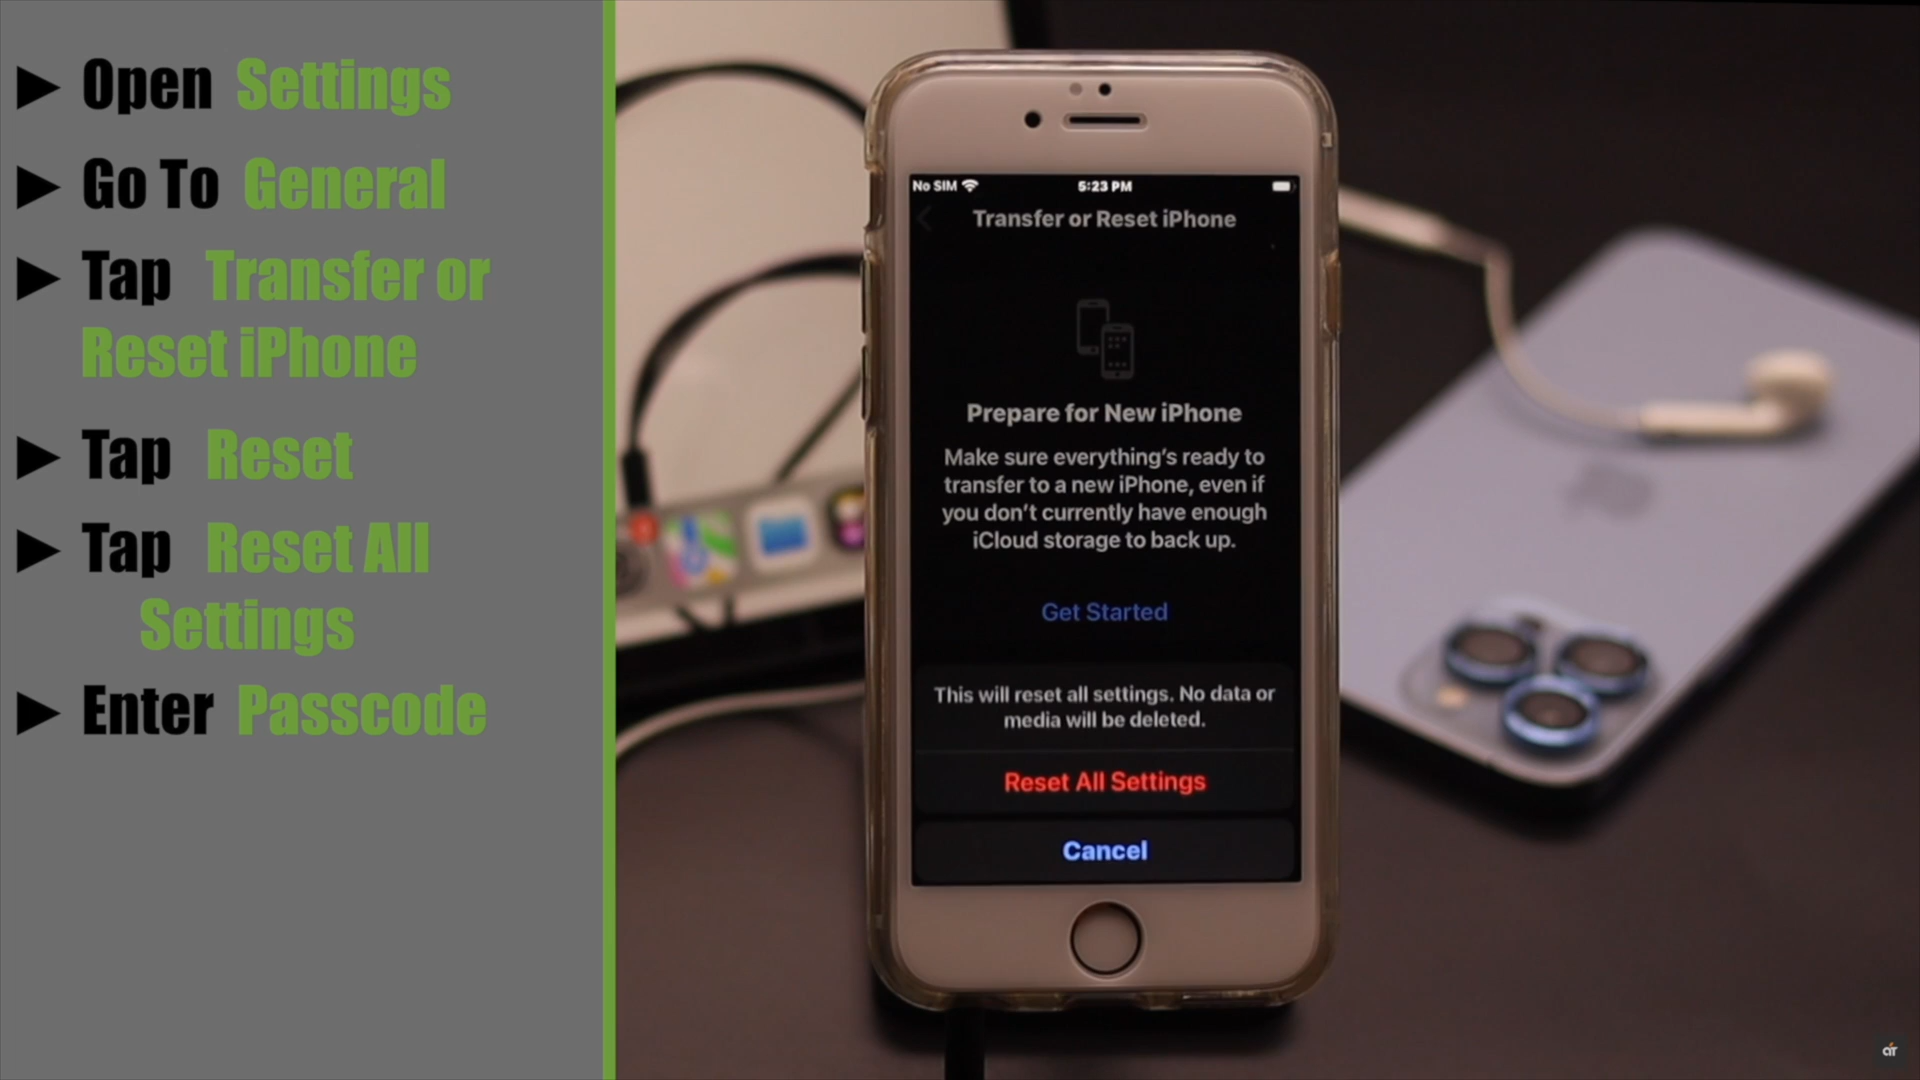 ▶ Open Settings
▶ Go To General
▶ Tap Transfer or
Reset iPhone
▶ Tap Reset
▶ Tap Reset All
Settings
▶ Enter Passcode
No SIM 5:23 PM
Transfer or Reset iPhone
Prepare for New iPhone
Make sure everything's ready to
transfer to a new iPhone, even if
you don't currently have enough
iCloud storage to back up.
Get Started
This will reset all settings. No data or
media will be deleted.
Reset All Settings
Cancel
aır